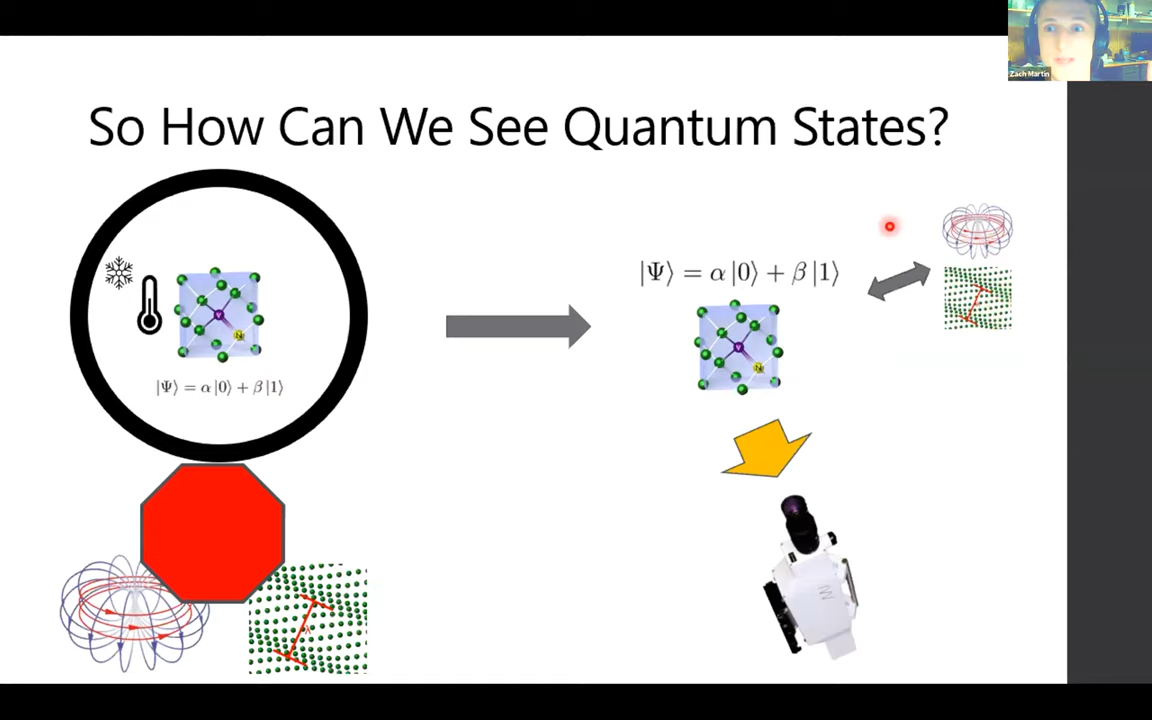 Zach Martin
So How Can We See Quantum States?
|Ψ⟩ = α|0⟩ + β|1⟩
V
N
|Ψ⟩ = α|0⟩ + β|1⟩
V
N
λ